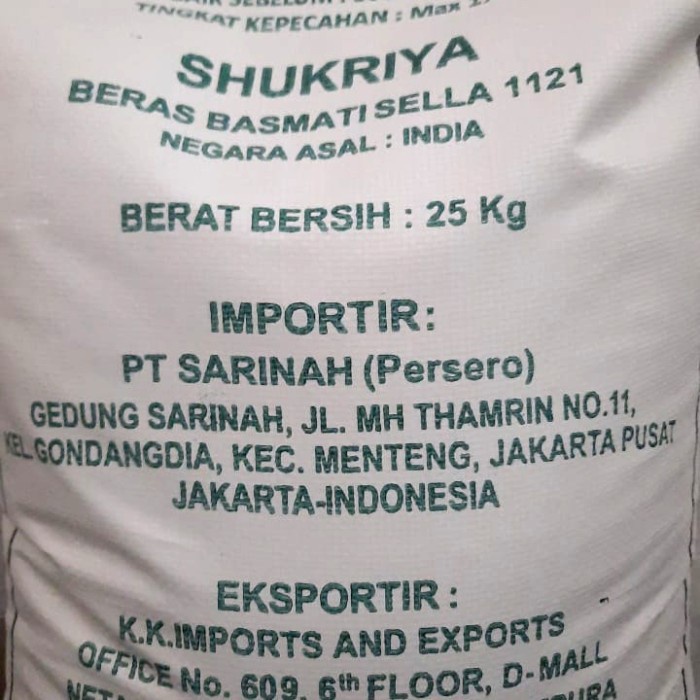 TINGKAT KEPECAHAN : Max
SHUKRIYA
BERAS BASMATI SELLA 1121
NEGARA ASAL : INDIA
BERAT BERSIH : 25 Kg
IMPORTIR :
PT SARINAH (Persero)
GEDUNG SARINAH, JL. MH THAMRIN NO.11,
KEL GONDANGDIA, KEC. MENTENG, JAKARTA PUSAT
JAKARTA-INDONESIA
EKSPORTIR :
K.K.IMPORTS AND EXPORTS
OFFICE No. 609, 6th FLOOR, D-MALL